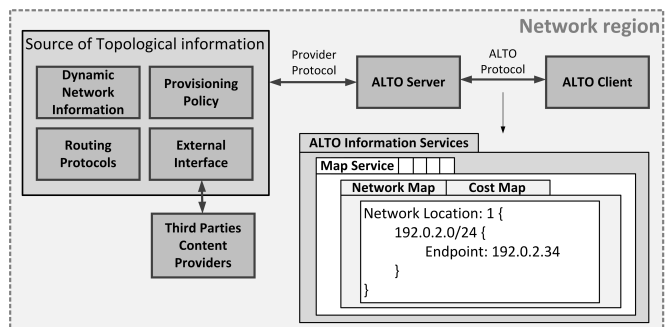 Network region
Source of Topological information
Dynamic
Network
Information
Provisioning
Policy
Routing
Protocols
External
Interface
Third Parties
Content
Providers
Provider
Protocol
ALTO Server
ALTO
Protocol
ALTO Client
ALTO Information Services
Map Service
Network Map
Cost Map
Network Location: 1 {
192.0.2.0/24 {
Endpoint: 192.0.2.34
}
}